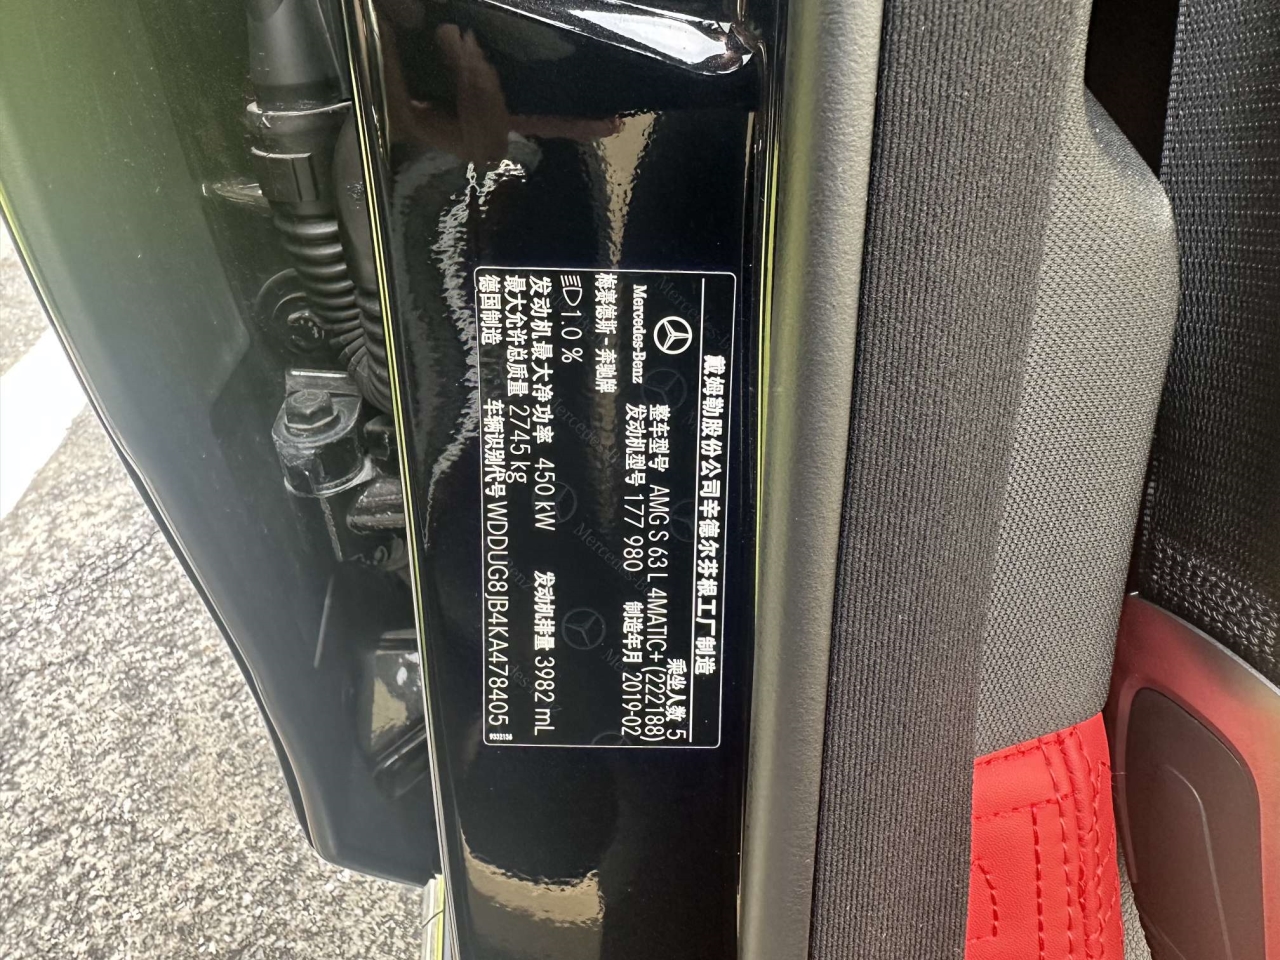 戴姆勒股份公司辛德尔芬根工厂制造
乘坐人数 5
Mercedes-Benz 整车型号 AMG S 63 L 4MATIC+ (222188)
发动机型号 177 980 制造年月 2019-02
梅赛德斯-奔驰牌
1.0 %
发动机最大净功率 450 kW 发动机排量 3982 mL
最大允许总质量 2745 kg
德国制造 车辆识别代号 WDDUG8JB4KA478405